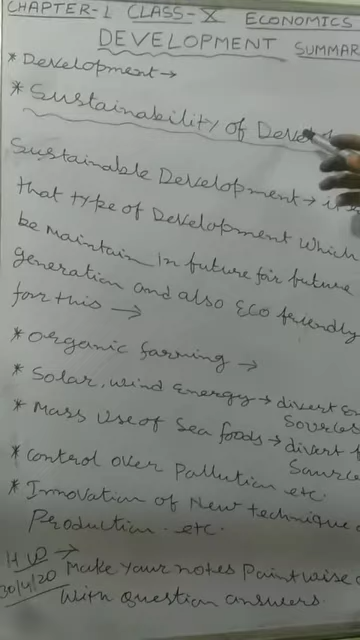 CHAPTER-1 CLASS-X ECONOMICS
DEVELOPMENT SUMMAR
* Development →
* Sustainability of Deve
Sustainable Development →
that type of Development which
be maintain in future for future
generation and also ECO friendly
for this →
* Organic farming →
* Solar, wind Energy → divert
Sources
* Mass Use of Sea foods → divert
Source
* Control over Pollution etc.
* Innovation of New technique
Production. etc.
H W → Make your notes Pointwise
30/4/20 With question answers.